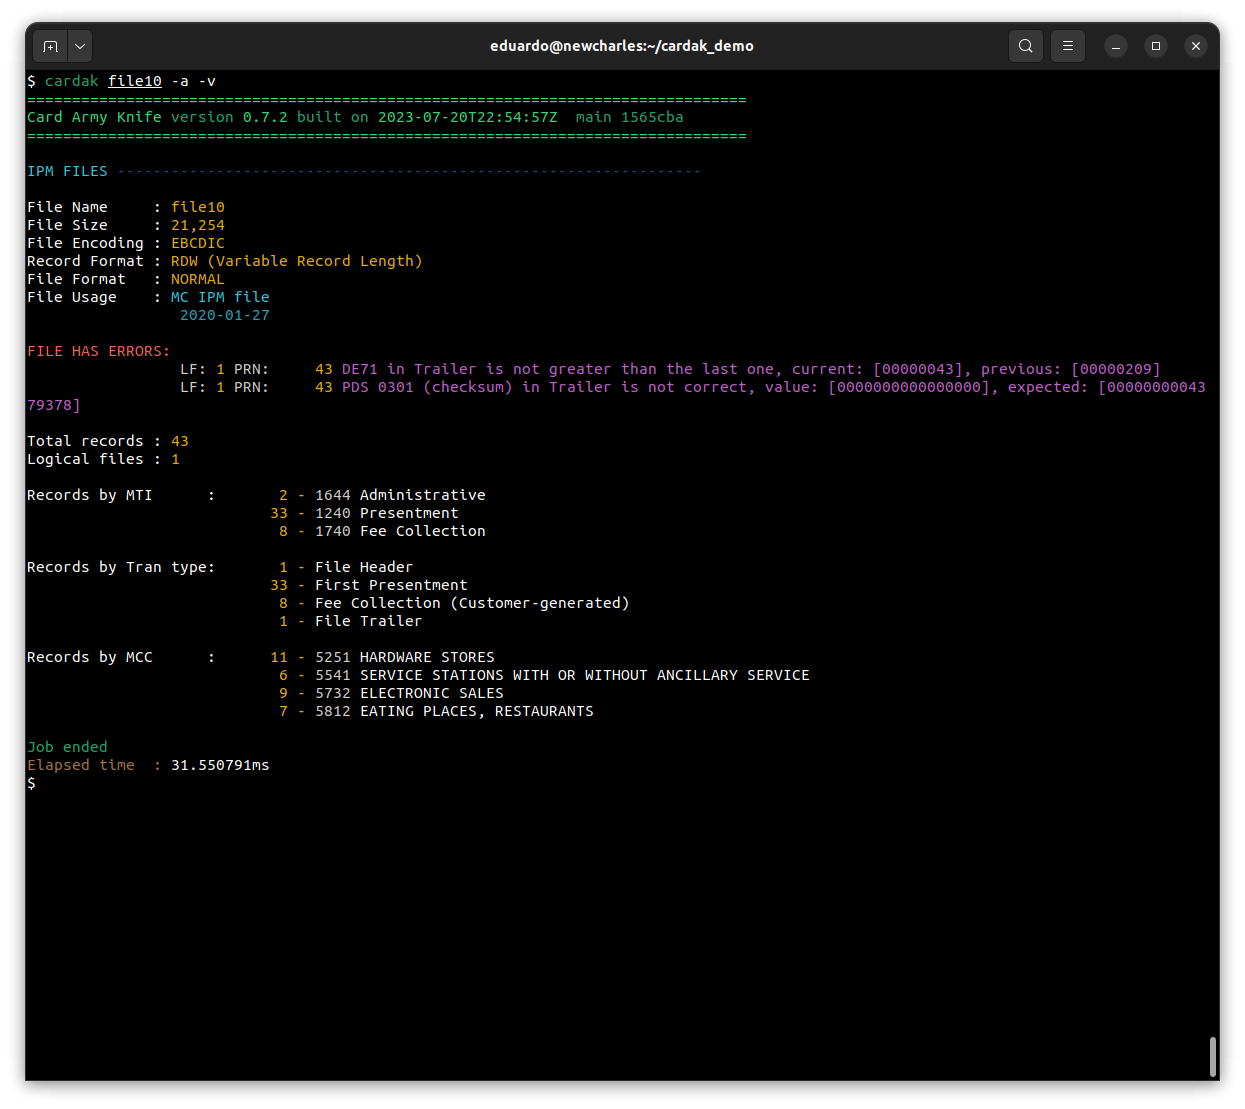 eduardo@newcharles:~/cardak_demo
$ cardak file10 -a -v
================================================================================
Card Army Knife version 0.7.2 built on 2023-07-20T22:54:57Z  main 1565cba
================================================================================
IPM FILES -----------------------------------------------------------------
File Name     : file10
File Size     : 21,254
File Encoding : EBCDIC
Record Format : RDW (Variable Record Length)
File Format   : NORMAL
File Usage    : MC IPM file
                 2020-01-27
FILE HAS ERRORS:
                 LF: 1 PRN:     43 DE71 in Trailer is not greater than the last one, current: [00000043], previous: [00000209]
                 LF: 1 PRN:     43 PDS 0301 (checksum) in Trailer is not correct, value: [0000000000000000], expected: [00000000043
79378]
Total records : 43
Logical files : 1
Records by MTI      :       2 - 1644 Administrative
                           33 - 1240 Presentment
                            8 - 1740 Fee Collection
Records by Tran type:       1 - File Header
                           33 - First Presentment
                            8 - Fee Collection (Customer-generated)
                            1 - File Trailer
Records by MCC      :      11 - 5251 HARDWARE STORES
                            6 - 5541 SERVICE STATIONS WITH OR WITHOUT ANCILLARY SERVICE
                            9 - 5732 ELECTRONIC SALES
                            7 - 5812 EATING PLACES, RESTAURANTS
Job ended
Elapsed time  : 31.550791ms
$